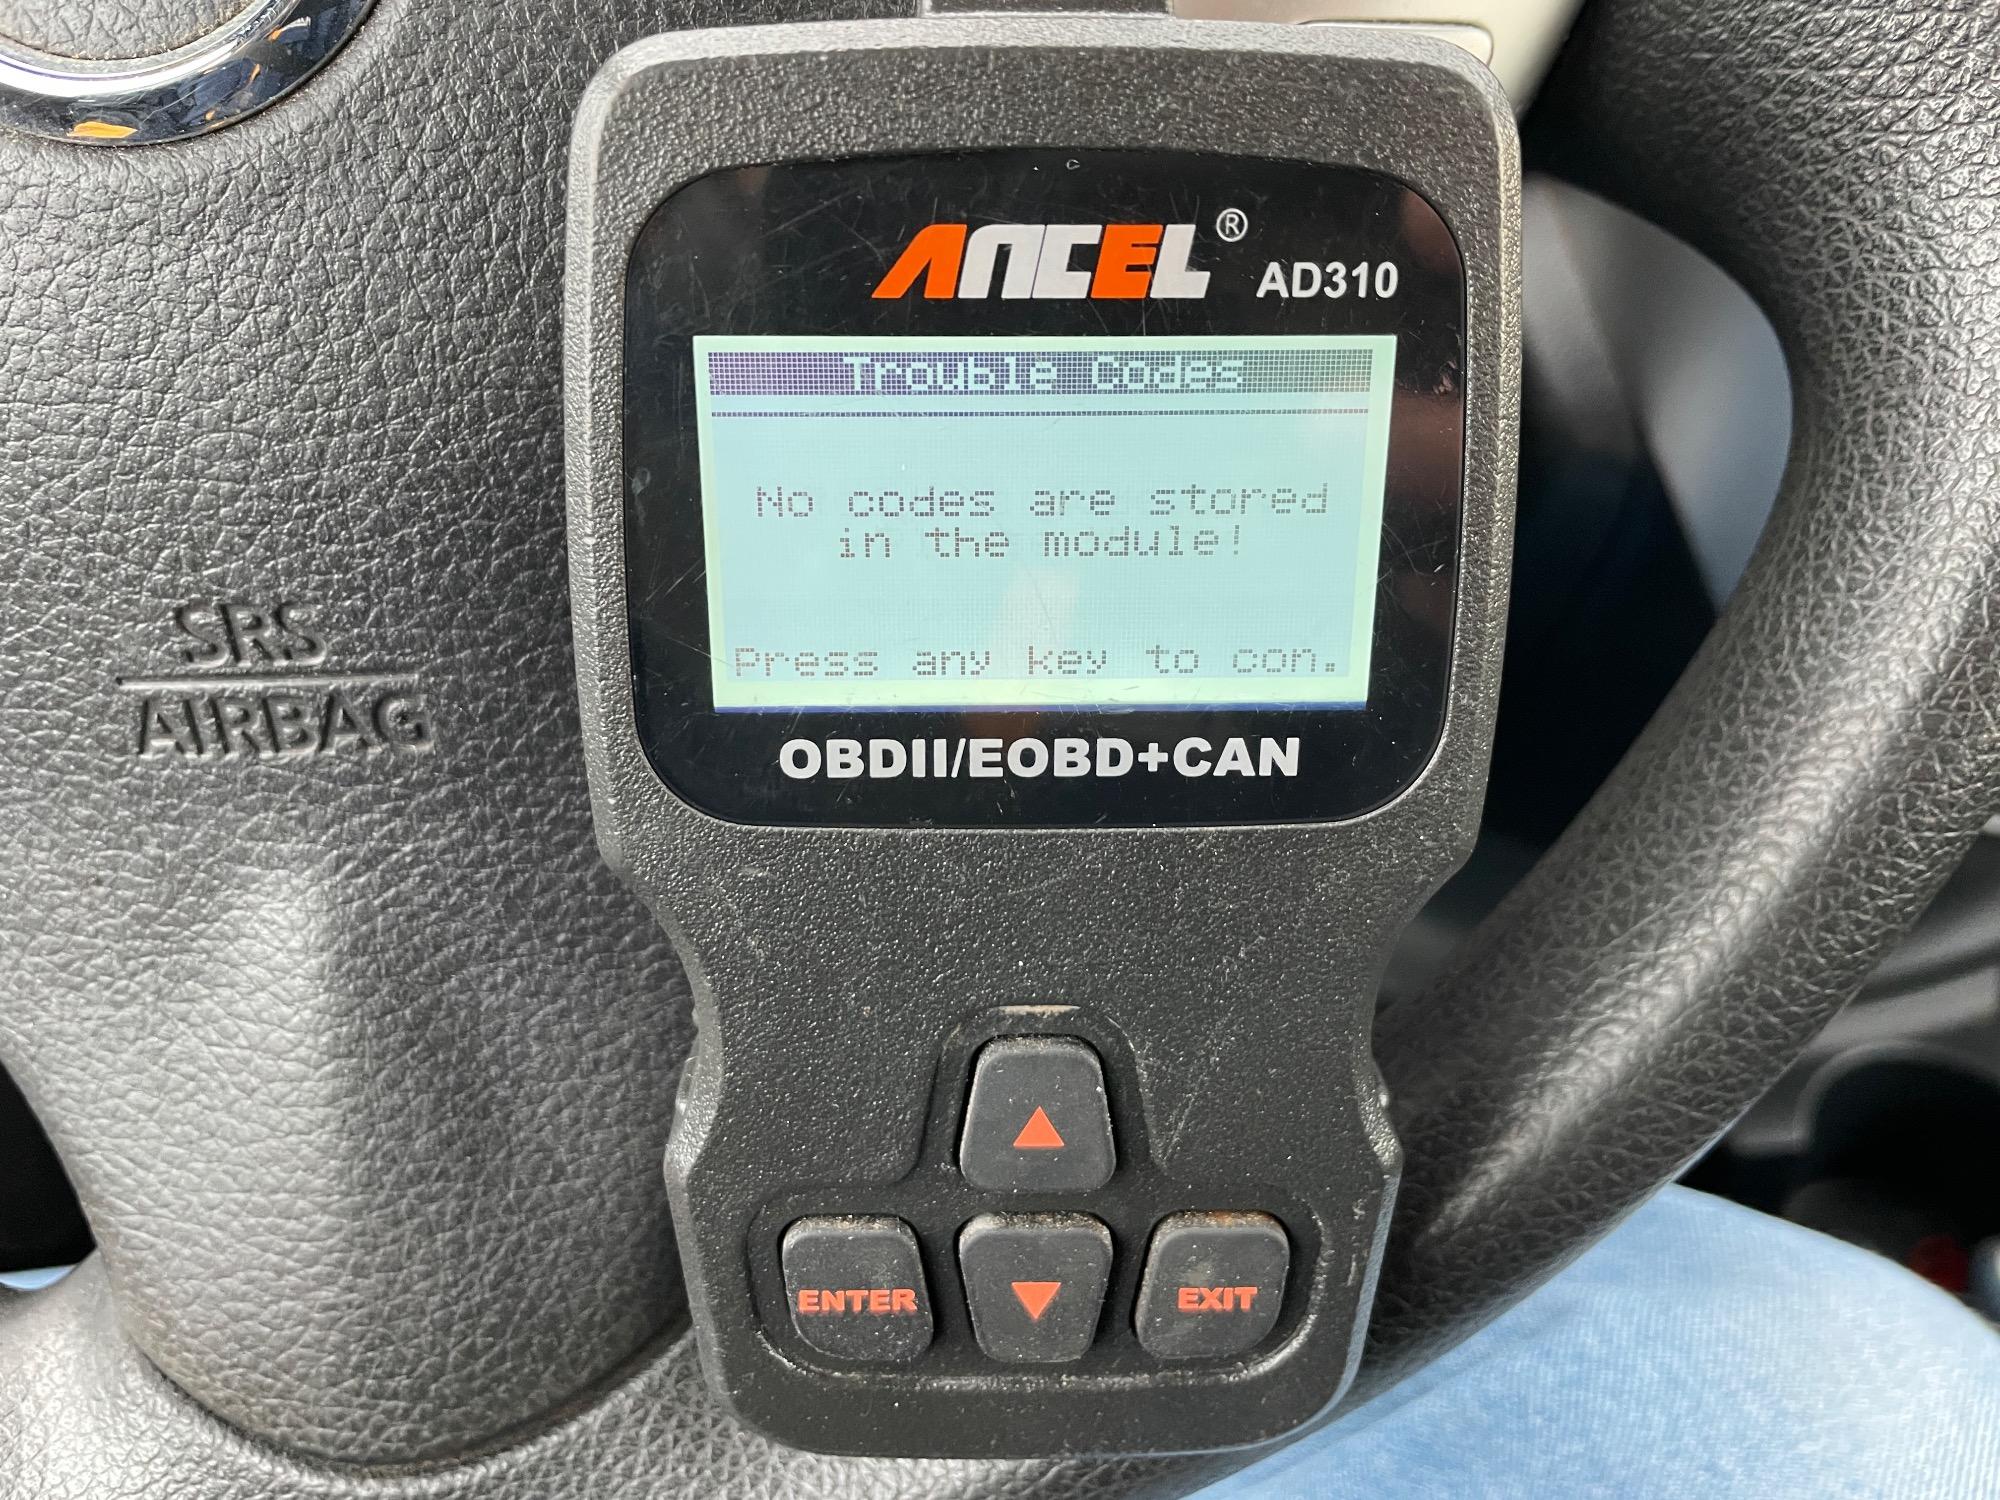 ANCEL®
AD310
Trouble Codes
No codes are stored
in the module!
Press any key to con.
OBDII/EOBD+CAN
SRS
AIRBAG
ENTER
EXIT